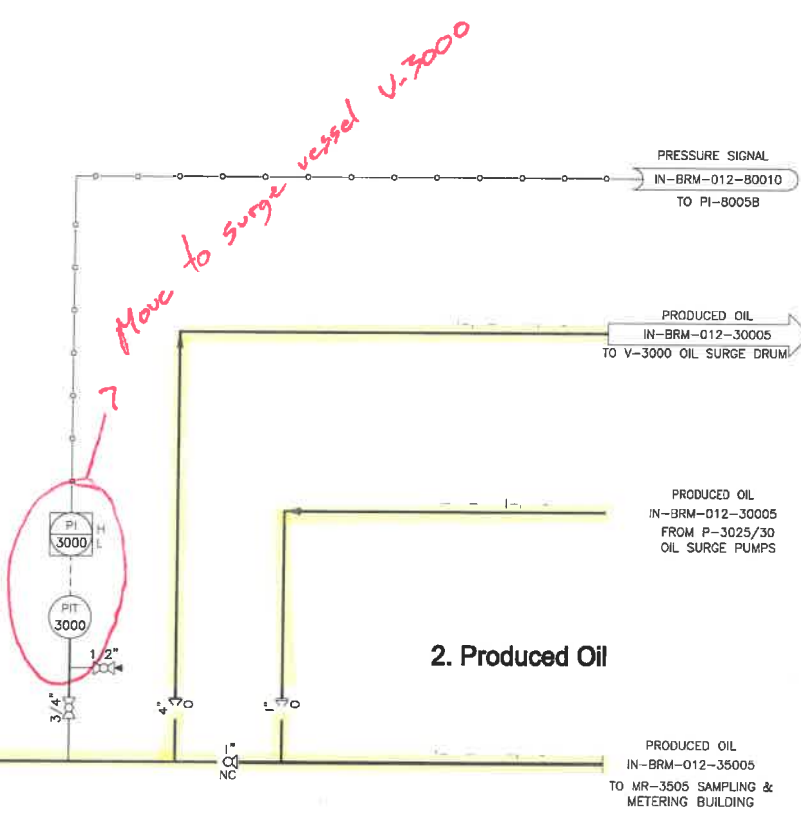 Move to surge vessel V-3000
PRESSURE SIGNAL
IN-BRM-012-80010
TO PI-8005B
PRODUCED OIL
IN-BRM-012-30005
TO V-3000 OIL SURGE DRUM
?
PRODUCED OIL
IN-BRM-012-30005
FROM P-3025/30
OIL SURGE PUMPS
PI
3000
H
L
PIT
3000
1/2"
3/4"
2. Produced Oil
4"
O
1"
O
1"
NC
PRODUCED OIL
IN-BRM-012-35005
TO MR-3505 SAMPLING &
METERING BUILDING